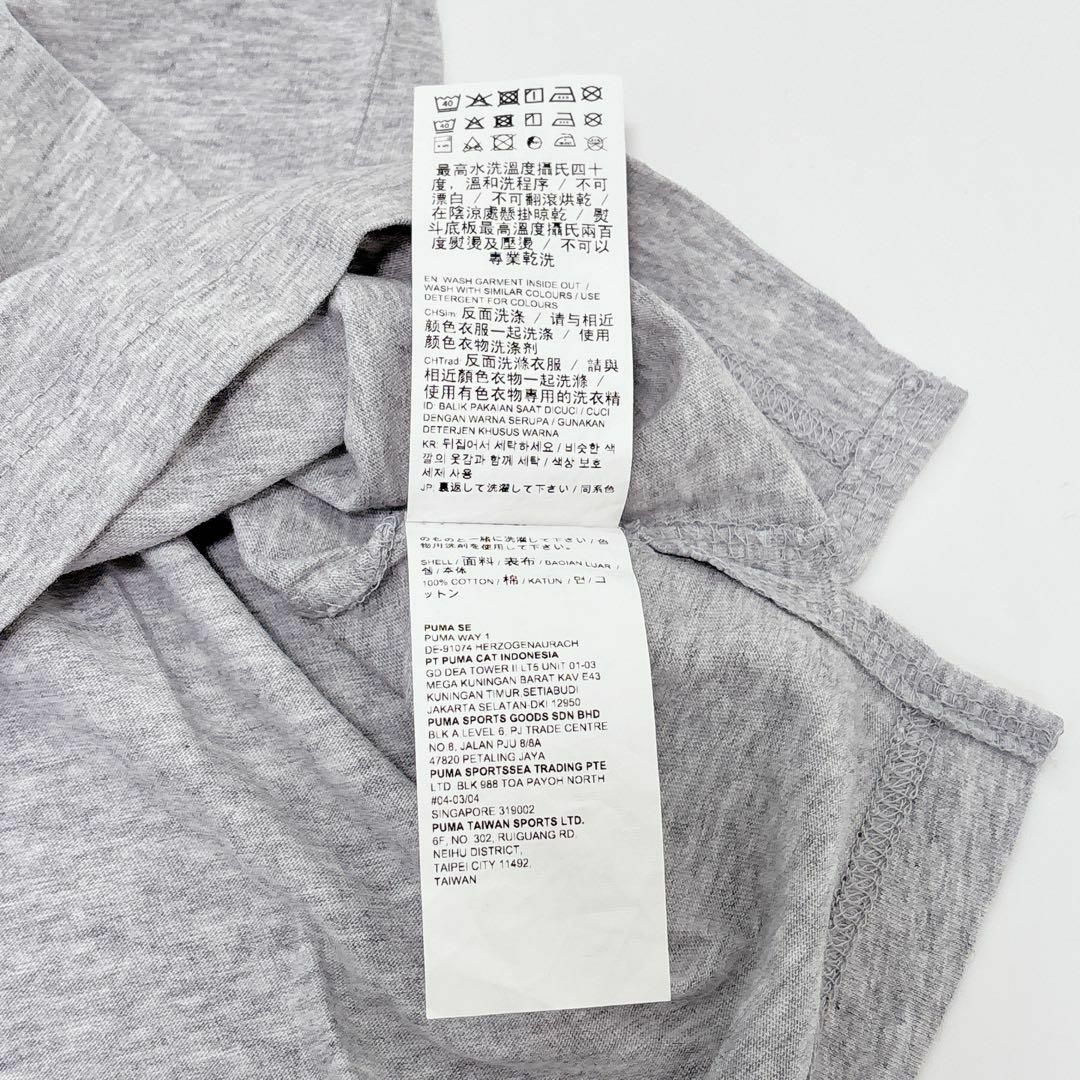 40
40
最高水洗溫度攝氏四十
度，溫和洗程序 / 不可
漂白 / 不可翻滾烘乾 /
在陰涼處懸掛晾乾 / 熨
斗底板最高溫度攝氏兩百
度熨燙及壓燙 / 不可以
專業乾洗
EN: WASH GARMENT INSIDE OUT /
WASH WITH SIMILAR COLOURS / USE
DETERGENT FOR COLOURS
CHSim: 反面洗涤 / 请与相近
颜色衣服一起洗涤 / 使用
颜色衣物洗涤剂
CHTrad: 反面洗滌衣服 / 請與
相近顏色衣物一起洗滌 /
使用有色衣物專用的洗衣精
ID: BALIK PAKAIAN SAAT DICUCI / CUCI
DENGAN WARNA SERUPA / GUNAKAN
DETERJEN KHUSUS WARNA
KR: 뒤집어서 세탁하세요 / 비슷한 색
깔의 옷감과 함께 세탁 / 색상 보호
세제 사용
JP: 裏返して洗濯して下さい / 同系色
のものと一緒に洗濯して下さい / 色
物用洗剤を使用して下さい。
SHELL / 面料 / 表布 / BAGIAN LUAR /
겉 / 本体
100% COTTON / 棉 / KATUN / 면 / コ
ットン
PUMA SE
PUMA WAY 1
DE-91074 HERZOGENAURACH
PT PUMA CAT INDONESIA
GD DEA TOWER II LT5 UNIT 01-03
MEGA KUNINGAN BARAT KAV E43
KUNINGAN TIMUR,SETIABUDI
JAKARTA SELATAN-DKI 12950
PUMA SPORTS GOODS SDN BHD
BLK A,LEVEL 6, PJ TRADE CENTRE
NO.8, JALAN PJU 8/8A
47820 PETALING JAYA
PUMA SPORTSSEA TRADING PTE
LTD. BLK 988 TOA PAYOH NORTH
#04-03/04
SINGAPORE 319002
PUMA TAIWAN SPORTS LTD.
6F, NO. 302, RUIGUANG RD.
NEIHU DISTRICT,
TAIPEI CITY 11492,
TAIWAN